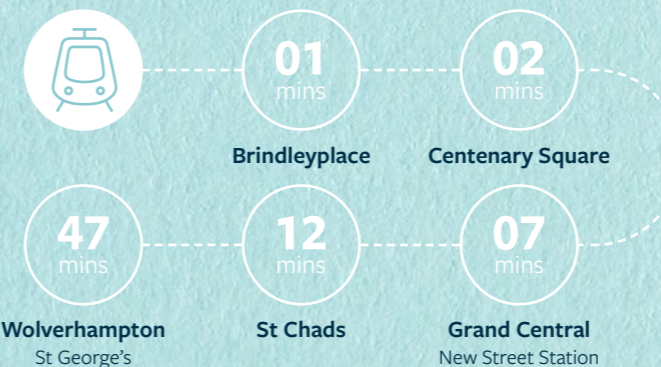 01
mins
Brindleyplace
02
mins
Centenary Square
07
mins
Grand Central
New Street Station
12
mins
St Chads
47
mins
Wolverhampton
St George's